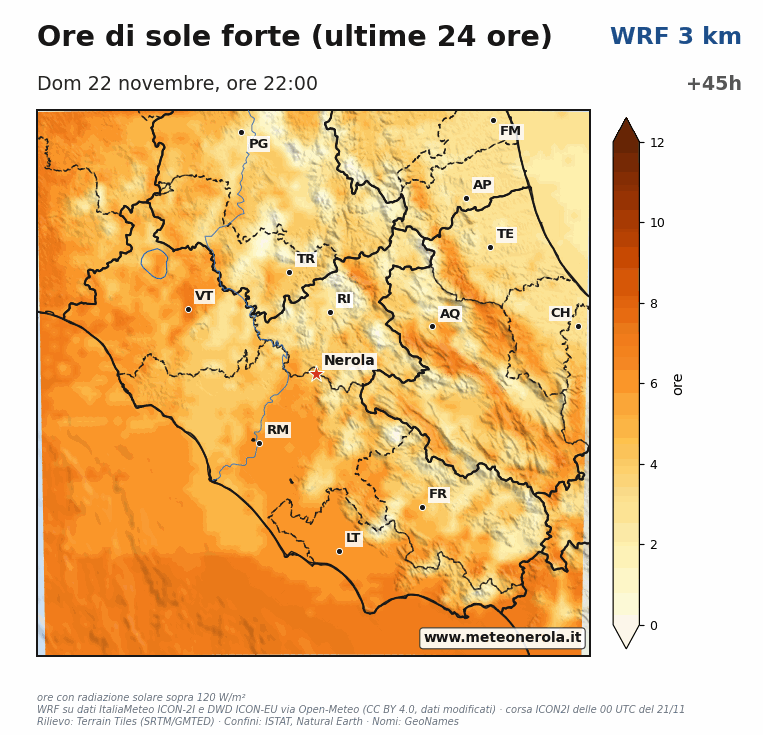 Ore di sole forte (ultime 24 ore)
WRF 3 km
Dom 22 novembre, ore 22:00
+45h
FM
PG
12
AP
10
TE
TR
VT
RI
8
AQ
CH
Nerola
6
ore
RM
4
FR
LT
2
0
www.meteonerola.it
ore con radiazione solare sopra 120 W/m²
WRF su dati ItaliaMeteo ICON-2I e DWD ICON-EU via Open-Meteo (CC BY 4.0, dati modificati) · corsa ICON2I delle 00 UTC del 21/11
Rilievo: Terrain Tiles (SRTM/GMTED) · Confini: ISTAT, Natural Earth · Nomi: GeoNames